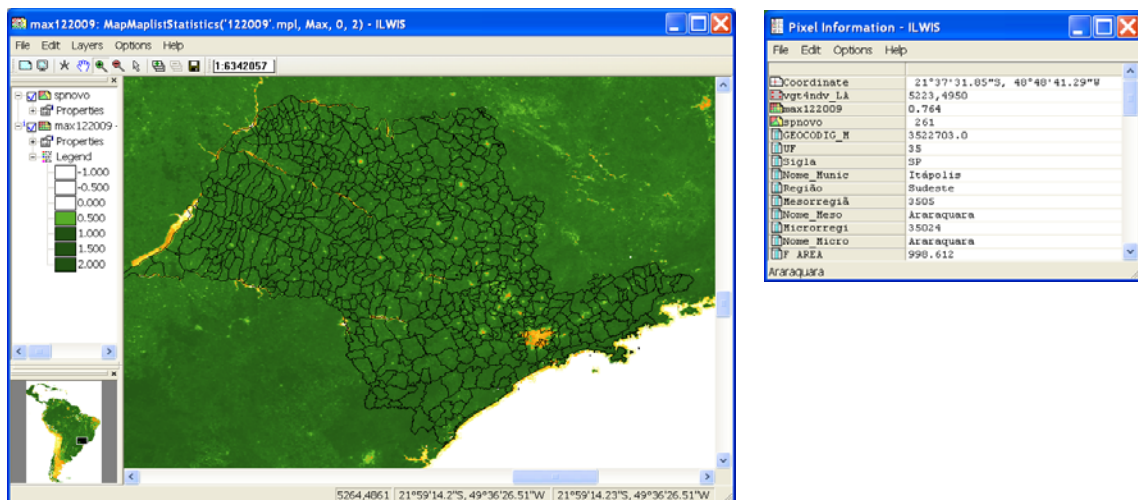 max122009: MapMaplistStatistics('122009'.mpl, Max, 0, 2) - ILWIS
File Edit Layers Options Help
1:6342057
spnovo
Properties
max122009 -
Properties
Legend
-1.000
-0.500
0.000
0.500
1.000
1.500
2.000
5264,4861 21°59'14.2"S, 49°36'26.51"W 21°59'14.23"S, 49°36'26.51"W
Pixel Information - ILWIS
File Edit Options Help
Coordinate 21°37'31.85"S, 48°48'41.29"W
vgt4ndv_LA 5223,4950
max122009 0.764
spnovo 261
GEOCODIG_M 3522703.0
UF 35
Sigla SP
Nome_Munic Itápolis
Região Sudeste
Mesorregiã 3505
Nome_Meso Araraquara
Microrregi 35024
Nome_Micro Araraquara
F AREA 998.612
Araraquara